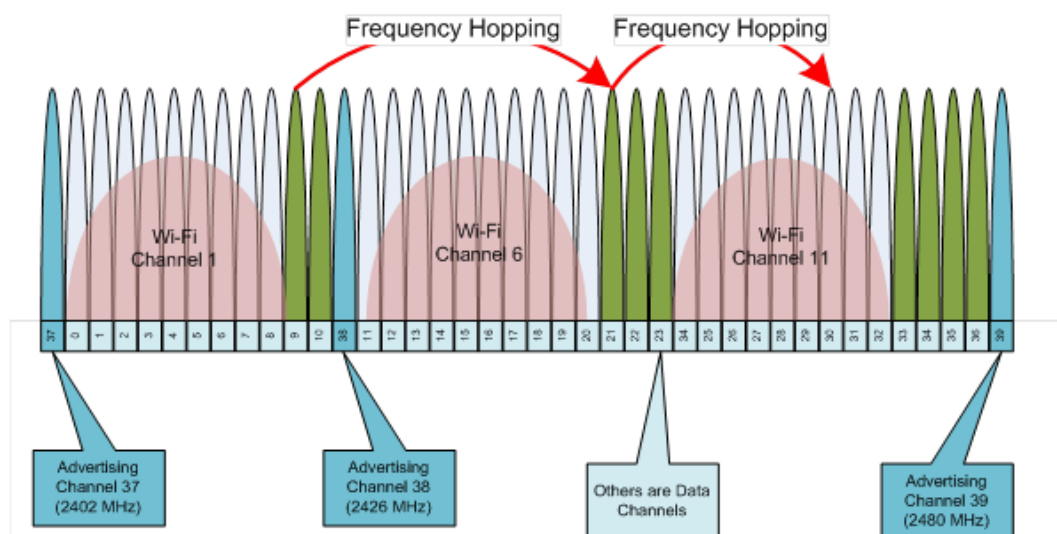 Frequency Hopping
Frequency Hopping
Wi-Fi
Channel 1
Wi-Fi
Channel 6
Wi-Fi
Channel 11
37 0 1 2 3 4 5 6 7 8 9 10 38 11 12 13 14 15 16 17 18 19 20 21 22 23 34 25 26 27 28 29 30 31 32 33 34 35 36 39
Advertising
Channel 37
(2402 MHz)
Advertising
Channel 38
(2426 MHz)
Others are Data
Channels
Advertising
Channel 39
(2480 MHz)